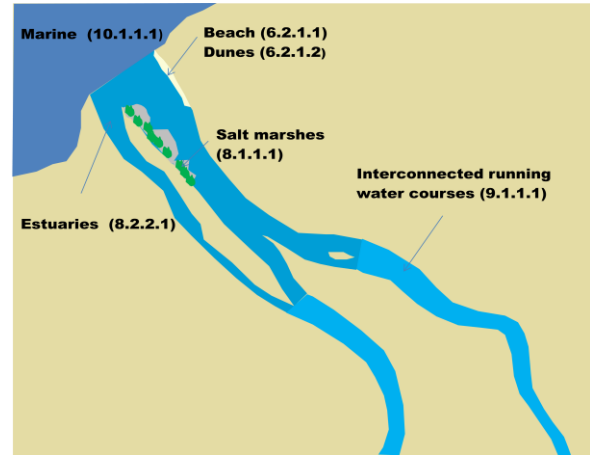 Marine (10.1.1.1)
Beach (6.2.1.1)
Dunes (6.2.1.2)
Salt marshes
(8.1.1.1)
Interconnected running
water courses (9.1.1.1)
Estuaries (8.2.2.1)